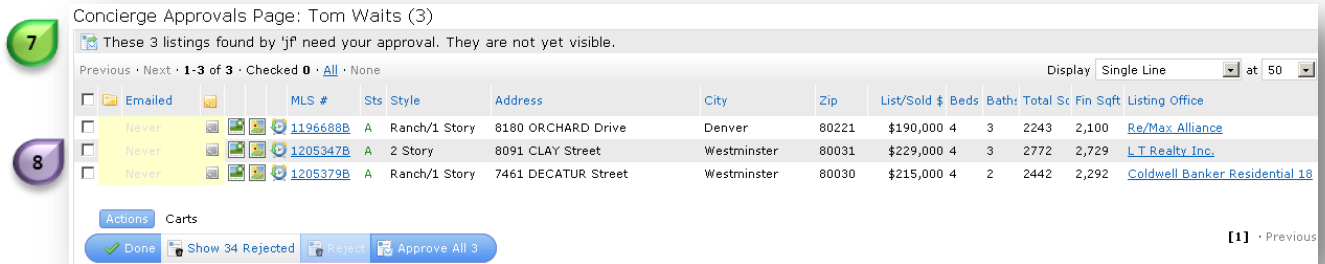 Concierge Approvals Page: Tom Waits (3)
7
These 3 listings found by 'jf' need your approval. They are not yet visible.
Previous · Next · 1-3 of 3 · Checked 0 · All · None Display Single Line at 50
Emailed MLS # Sts Style Address City Zip List/Sold $ Beds Baths Total Sc Fin Sqft Listing Office
Never 1196688B A Ranch/1 Story 8180 ORCHARD Drive Denver 80221 $190,000 4 3 2243 2,100 Re/Max Alliance
8 Never 1205347B A 2 Story 8091 CLAY Street Westminster 80031 $229,000 4 3 2772 2,729 L T Realty Inc.
Never 1205379B A Ranch/1 Story 7461 DECATUR Street Westminster 80030 $215,000 4 2 2442 2,292 Coldwell Banker Residential 18
Actions Carts
Done Show 34 Rejected Reject Approve All 3 [1] · Previous